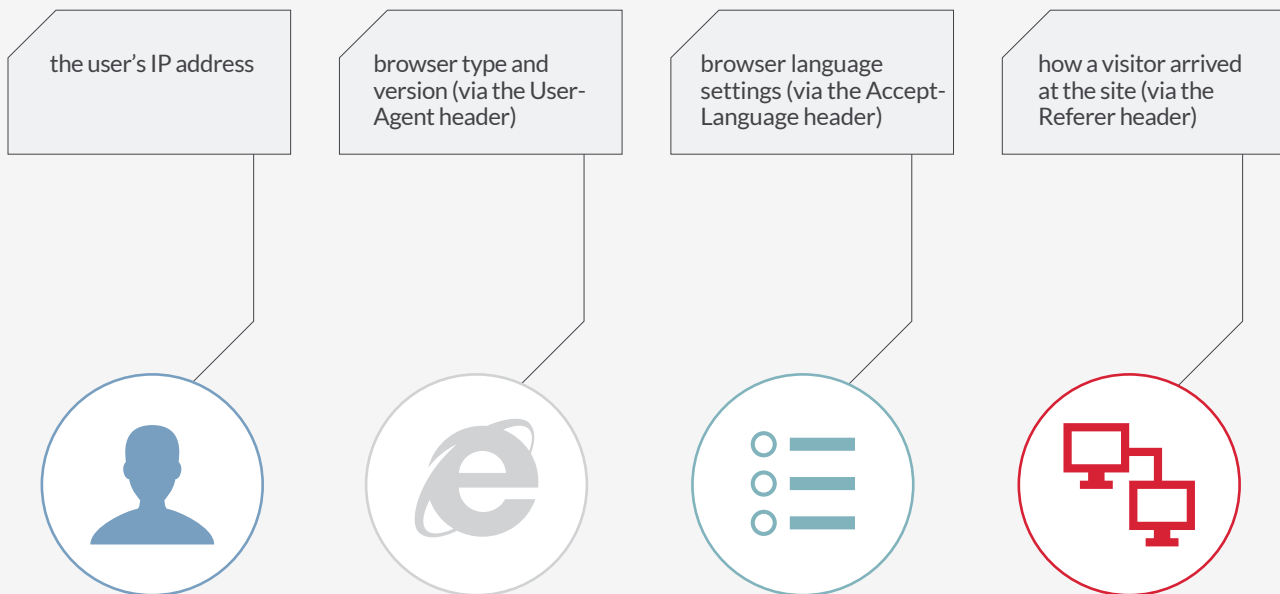 the user’s IP address
browser type and
version (via the User-
Agent header)
browser language
settings (via the Accept-
Language header)
how a visitor arrived
at the site (via the
Referer header)